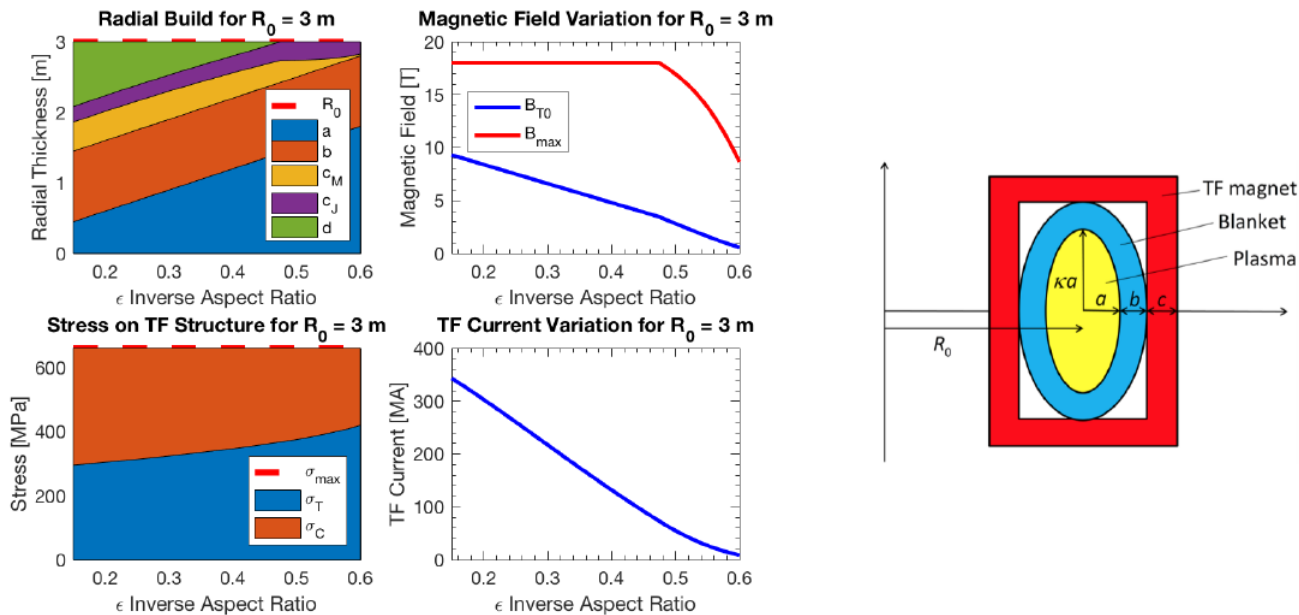 Radial Build for R0 = 3 m
3
2
1
0
Radial Thickness [m]
0.2 0.3 0.4 0.5 0.6
ϵ Inverse Aspect Ratio
R0
a
b
cM
cJ
d
Magnetic Field Variation for R0 = 3 m
20
15
10
5
0
Magnetic Field [T]
0.2 0.3 0.4 0.5 0.6
ϵ Inverse Aspect Ratio
BT0
Bmax
Stress on TF Structure for R0 = 3 m
600
400
200
0
Stress [MPa]
0.2 0.3 0.4 0.5 0.6
ϵ Inverse Aspect Ratio
σmax
σT
σC
TF Current Variation for R0 = 3 m
400
300
200
100
0
TF Current [MA]
0.2 0.3 0.4 0.5 0.6
ϵ Inverse Aspect Ratio
TF magnet
Blanket
Plasma
κa
a
b
c
R0